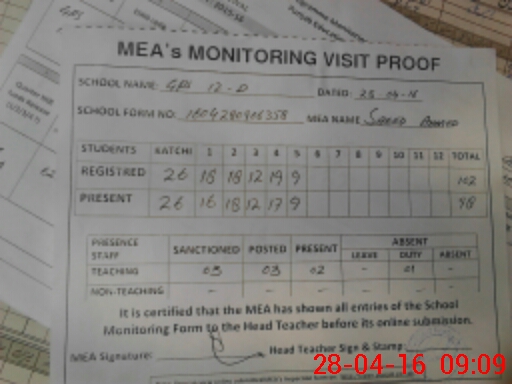 MEA's MONITORING VISIT PROOF
SCHOOL NAME: GPS 12-D DATED: 28-04-16
SCHOOL FORM NO: MEA NAME
STUDENTS KATCHI 1 2 3 4 5 6 7 8 9 10 11 12 TOTAL
REGISTRED 26 18 18 12 19 9 102
PRESENT 26 16 18 12 17 9 98
PRESENCE STAFF SANCTIONED POSTED PRESENT ABSENT
LEAVE DUTY ABSENT
TEACHING 03 03 02 - 01 -
NON-TEACHING - - - - - -
It is certified that the MEA has shown all entries of the School
Monitoring Form to the Head Teacher before its online submission.
MEA Signature: Head Teacher Sign & Stamp
28-04-16 09:09